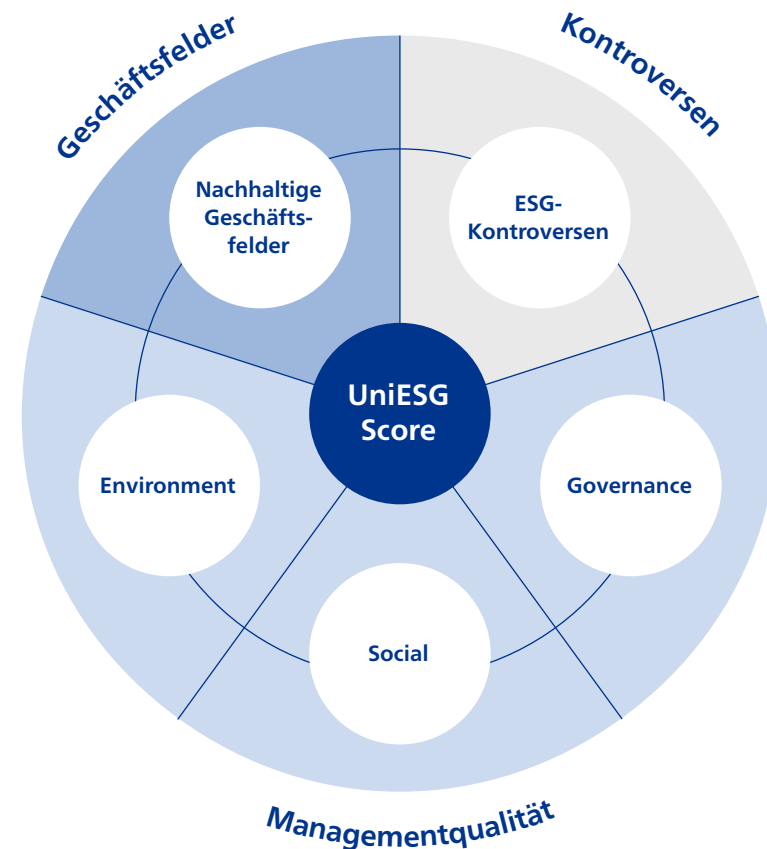 Geschäftsfelder
Kontroversen
Nachhaltige
Geschäfts-
felder
ESG-
Kontroversen
UniESG
Score
Environment
Governance
Social
Managementqualität